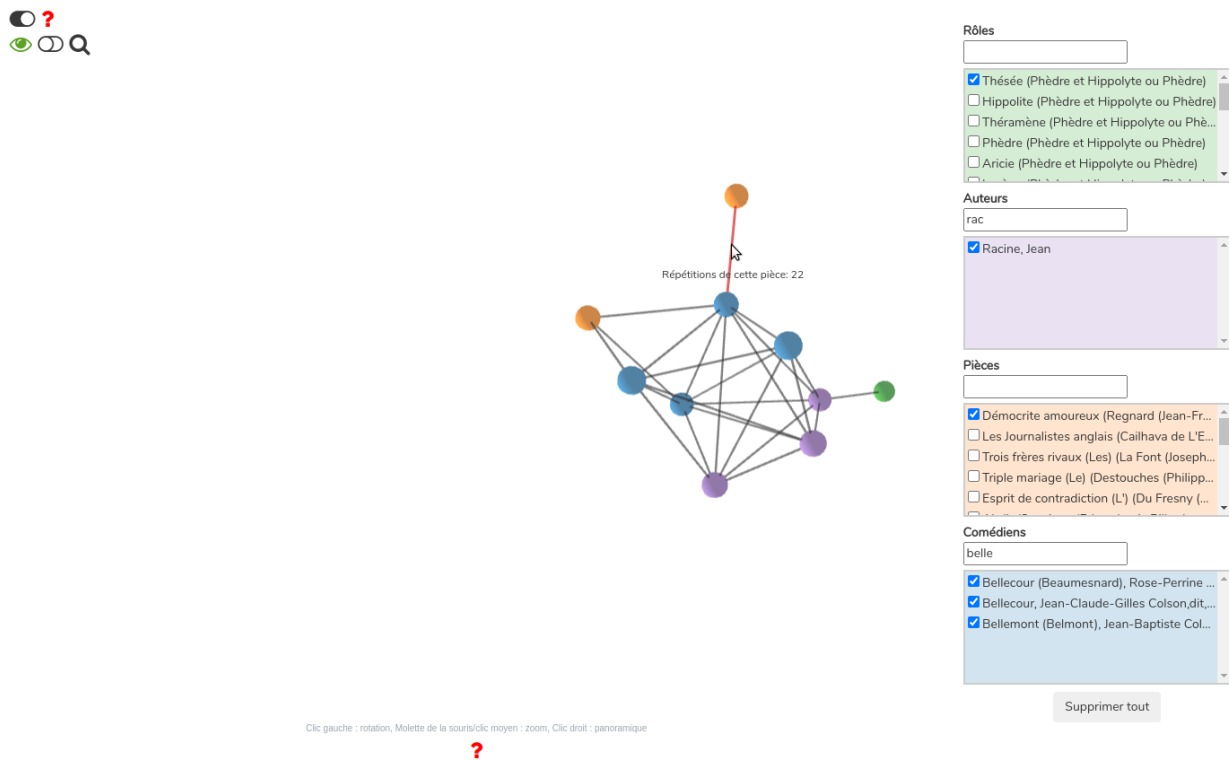 ?
Rôles
Thésée (Phèdre et Hippolyte ou Phèdre)
Hippolite (Phèdre et Hippolyte ou Phèdre)
Théramène (Phèdre et Hippolyte ou Phè...
Phèdre (Phèdre et Hippolyte ou Phèdre)
Aricie (Phèdre et Hippolyte ou Phèdre)
Auteurs
rac
Racine, Jean
Répétitions de cette pièce: 22
Pièces
Démocrite amoureux (Regnard (Jean-Fr...
Les Journalistes anglais (Cailhava de L'E...
Trois frères rivaux (Les) (La Font (Joseph...
Triple mariage (Le) (Destouches (Philipp...
Esprit de contradiction (L') (Du Fresny (...
Comédiens
belle
Bellecour (Beaumesnard), Rose-Perrine ...
Bellecour, Jean-Claude-Gilles Colson,dit,...
Bellemont (Belmont), Jean-Baptiste Col...
Supprimer tout
Clic gauche : rotation, Molette de la souris/clic moyen : zoom, Clic droit : panoramique
?